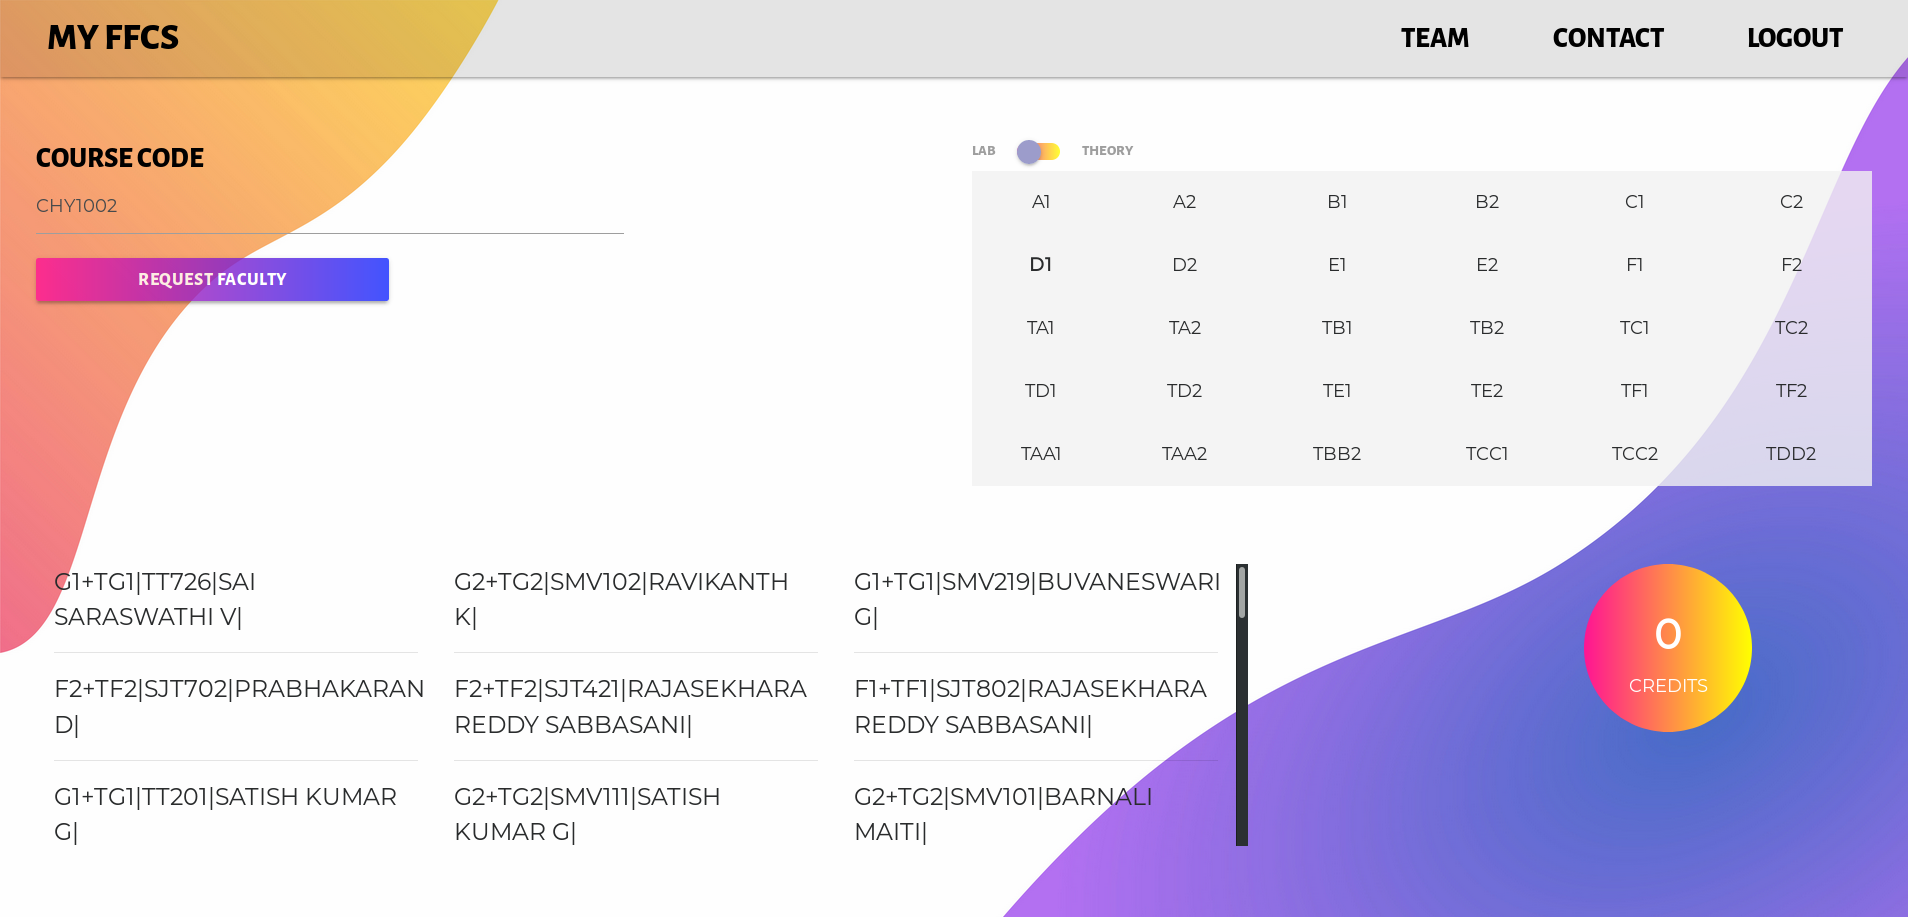 MY FFCS
TEAM CONTACT LOGOUT
COURSE CODE
CHY1002
REQUEST FACULTY
LAB THEORY
A1 A2 B1 B2 C1 C2
D1 D2 E1 E2 F1 F2
TA1 TA2 TB1 TB2 TC1 TC2
TD1 TD2 TE1 TE2 TF1 TF2
TAA1 TAA2 TBB2 TCC1 TCC2 TDD2
G1+TG1|TT726|SAI
SARASWATHI V|
G2+TG2|SMV102|RAVIKANTH
K|
G1+TG1|SMV219|BUVANESWARI
G|
F2+TF2|SJT702|PRABHAKARAN
D|
F2+TF2|SJT421|RAJASEKHARA
REDDY SABBASANI|
F1+TF1|SJT802|RAJASEKHARA
REDDY SABBASANI|
G1+TG1|TT201|SATISH KUMAR
G|
G2+TG2|SMV111|SATISH
KUMAR G|
G2+TG2|SMV101|BARNALI
MAITI|
0
CREDITS